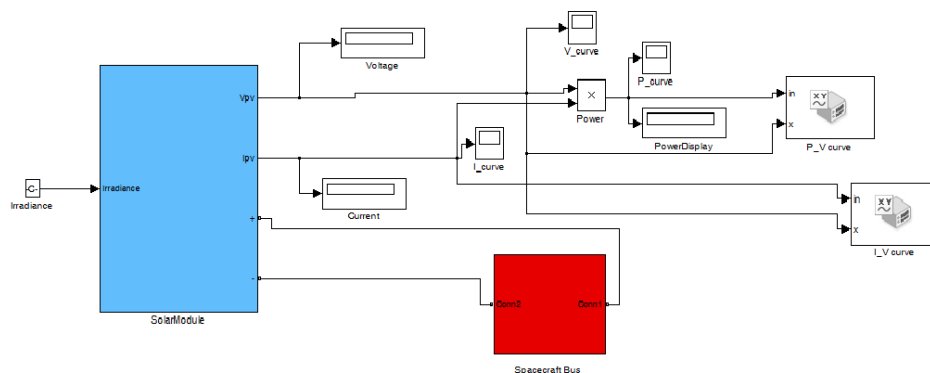 V_curve
Voltage
P_curve
Vpv
in
X Y
×
Power
x
PowerDisplay
P_V curve
Ipv
I_curve
-C-
Irradiance
Irradiance
Current
in
X Y
x
I_V curve
+
-
Conn2
Conn1
SolarModule
Spacecraft Bus